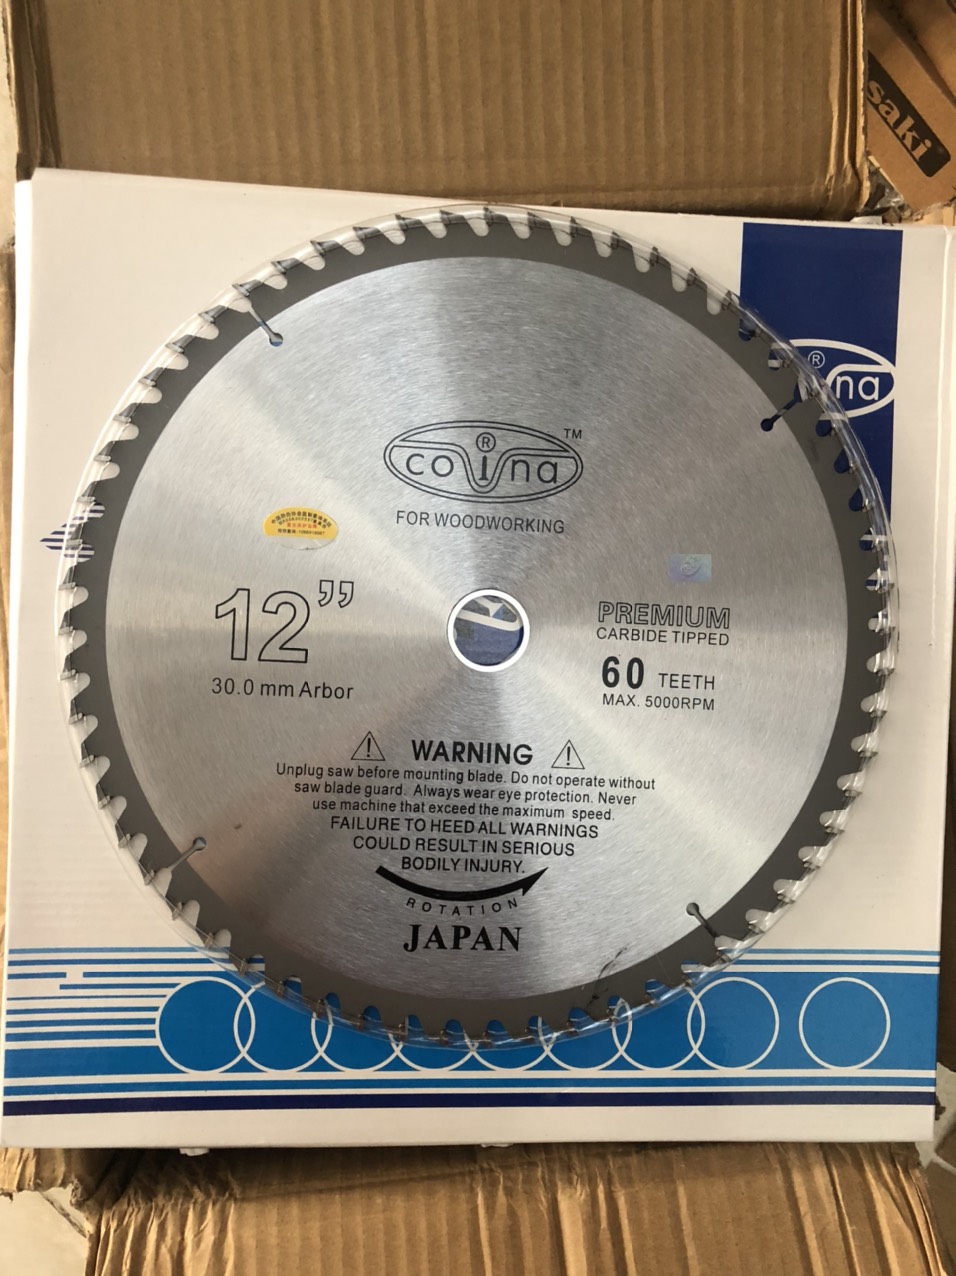 saki
® na
® TM
coina
FOR WOODWORKING
12"
30.0 mm Arbor
PREMIUM
CARBIDE TIPPED
60 TEETH
MAX. 5000RPM
WARNING
Unplug saw before mounting blade. Do not operate without
saw blade guard. Always wear eye protection. Never
use machine that exceed the maximum speed.
FAILURE TO HEED ALL WARNINGS
COULD RESULT IN SERIOUS
BODILY INJURY.
ROTATION
JAPAN